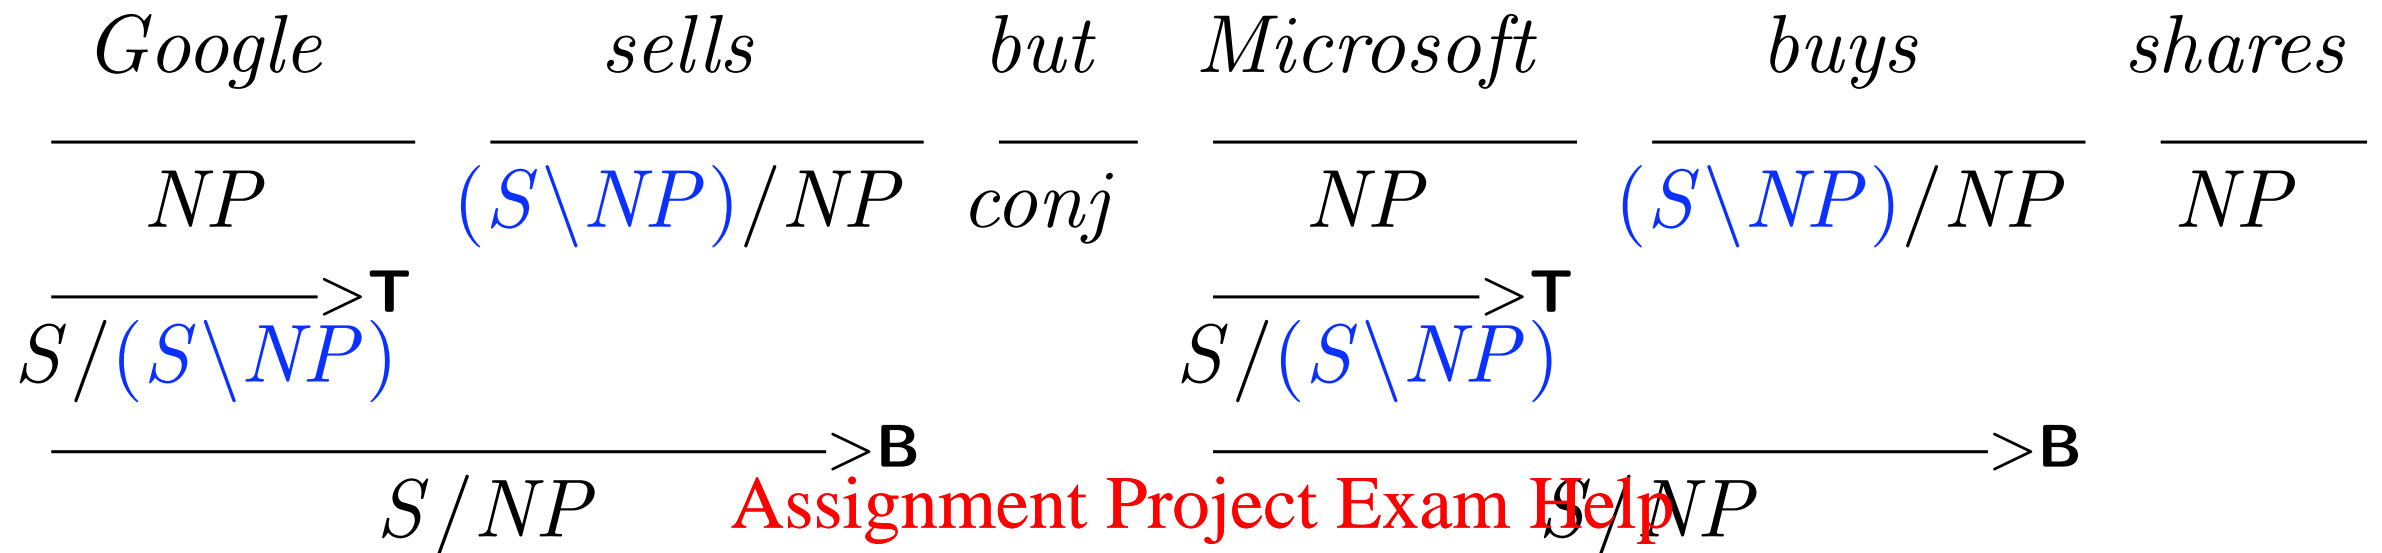 Google sells but Microsoft buys shares
NP (S\NP)/NP conj NP (S\NP)/NP NP
>T >T
S/(S\NP) S/(S\NP)
>B >B
S/NP S/NP
Assignment Project Exam Help